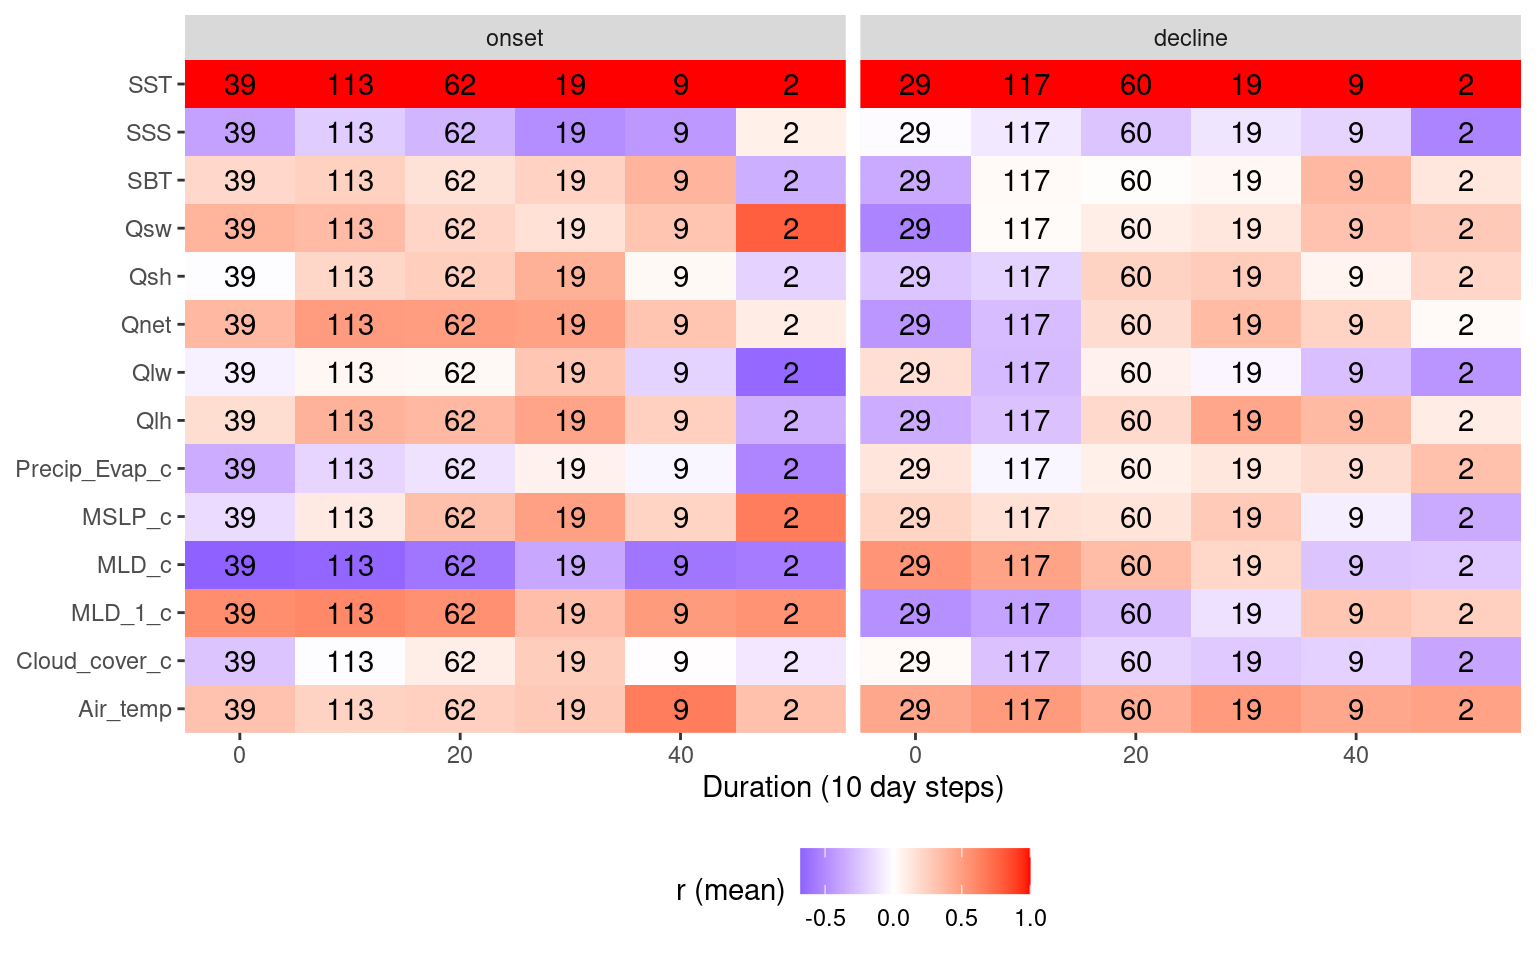 onset decline
SST 39 113 62 19 9 2 29 117 60 19 9 2
SSS 39 113 62 19 9 2 29 117 60 19 9 2
SBT 39 113 62 19 9 2 29 117 60 19 9 2
Qsw 39 113 62 19 9 2 29 117 60 19 9 2
Qsh 39 113 62 19 9 2 29 117 60 19 9 2
Qnet 39 113 62 19 9 2 29 117 60 19 9 2
Qlw 39 113 62 19 9 2 29 117 60 19 9 2
Qlh 39 113 62 19 9 2 29 117 60 19 9 2
Precip_Evap_c 39 113 62 19 9 2 29 117 60 19 9 2
MSLP_c 39 113 62 19 9 2 29 117 60 19 9 2
MLD_c 39 113 62 19 9 2 29 117 60 19 9 2
MLD_1_c 39 113 62 19 9 2 29 117 60 19 9 2
Cloud_cover_c 39 113 62 19 9 2 29 117 60 19 9 2
Air_temp 39 113 62 19 9 2 29 117 60 19 9 2
0 20 40 0 20 40
Duration (10 day steps)
r (mean)
-0.5 0.0 0.5 1.0